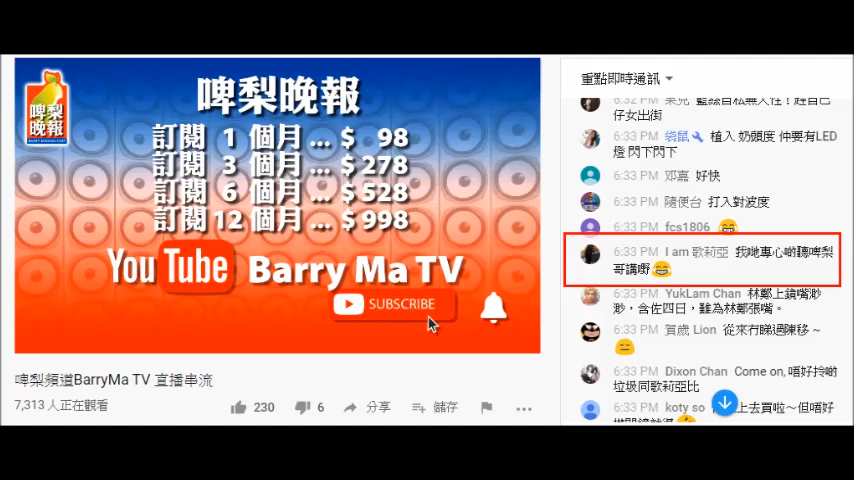 啤梨晚報
啤梨
晚報
訂閱 1 個月 ... $ 98
訂閱 3 個月 ... $ 278
訂閱 6 個月 ... $ 528
訂閱 12 個月 ... $ 998
YouTube Barry Ma TV
SUBSCRIBE
啤梨頻道BarryMa TV 直播串流
7,313 人正在觀看
230
6
分享
儲存
重點即時通訊
仔女出街
6:33 PM 袋鼠 植入 奶頗度 仲要有LED
燈 閃下閃下
6:33 PM 邓嘉 好快
6:33 PM 隨便台 打入對波度
6:33 PM fcs1806 😂
6:33 PM I am 歌莉亞 我哋專心啲聽啤梨
哥講嘢😂
6:33 PM YukLam Chan 林鄭上鏡嘴渺
渺,含佐四日,雖為林鄭張嘴。
6:33 PM 賀歲 Lion 從來冇睇過陳移 ~
😑
6:33 PM Dixon Chan Come on, 唔好拎啲
垃圾同歌莉亞比
6:33 PM koty so 上去買啦~但唔好